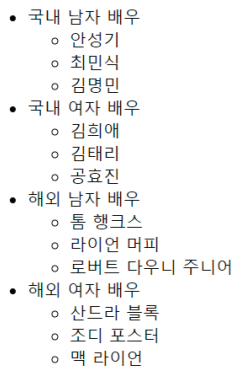 국내 남자 배우
안성기
최민식
김명민
국내 여자 배우
김희애
김태리
공효진
해외 남자 배우
톰 행크스
라이언 머피
로버트 다우니 주니어
해외 여자 배우
산드라 블록
조디 포스터
맥 라이언